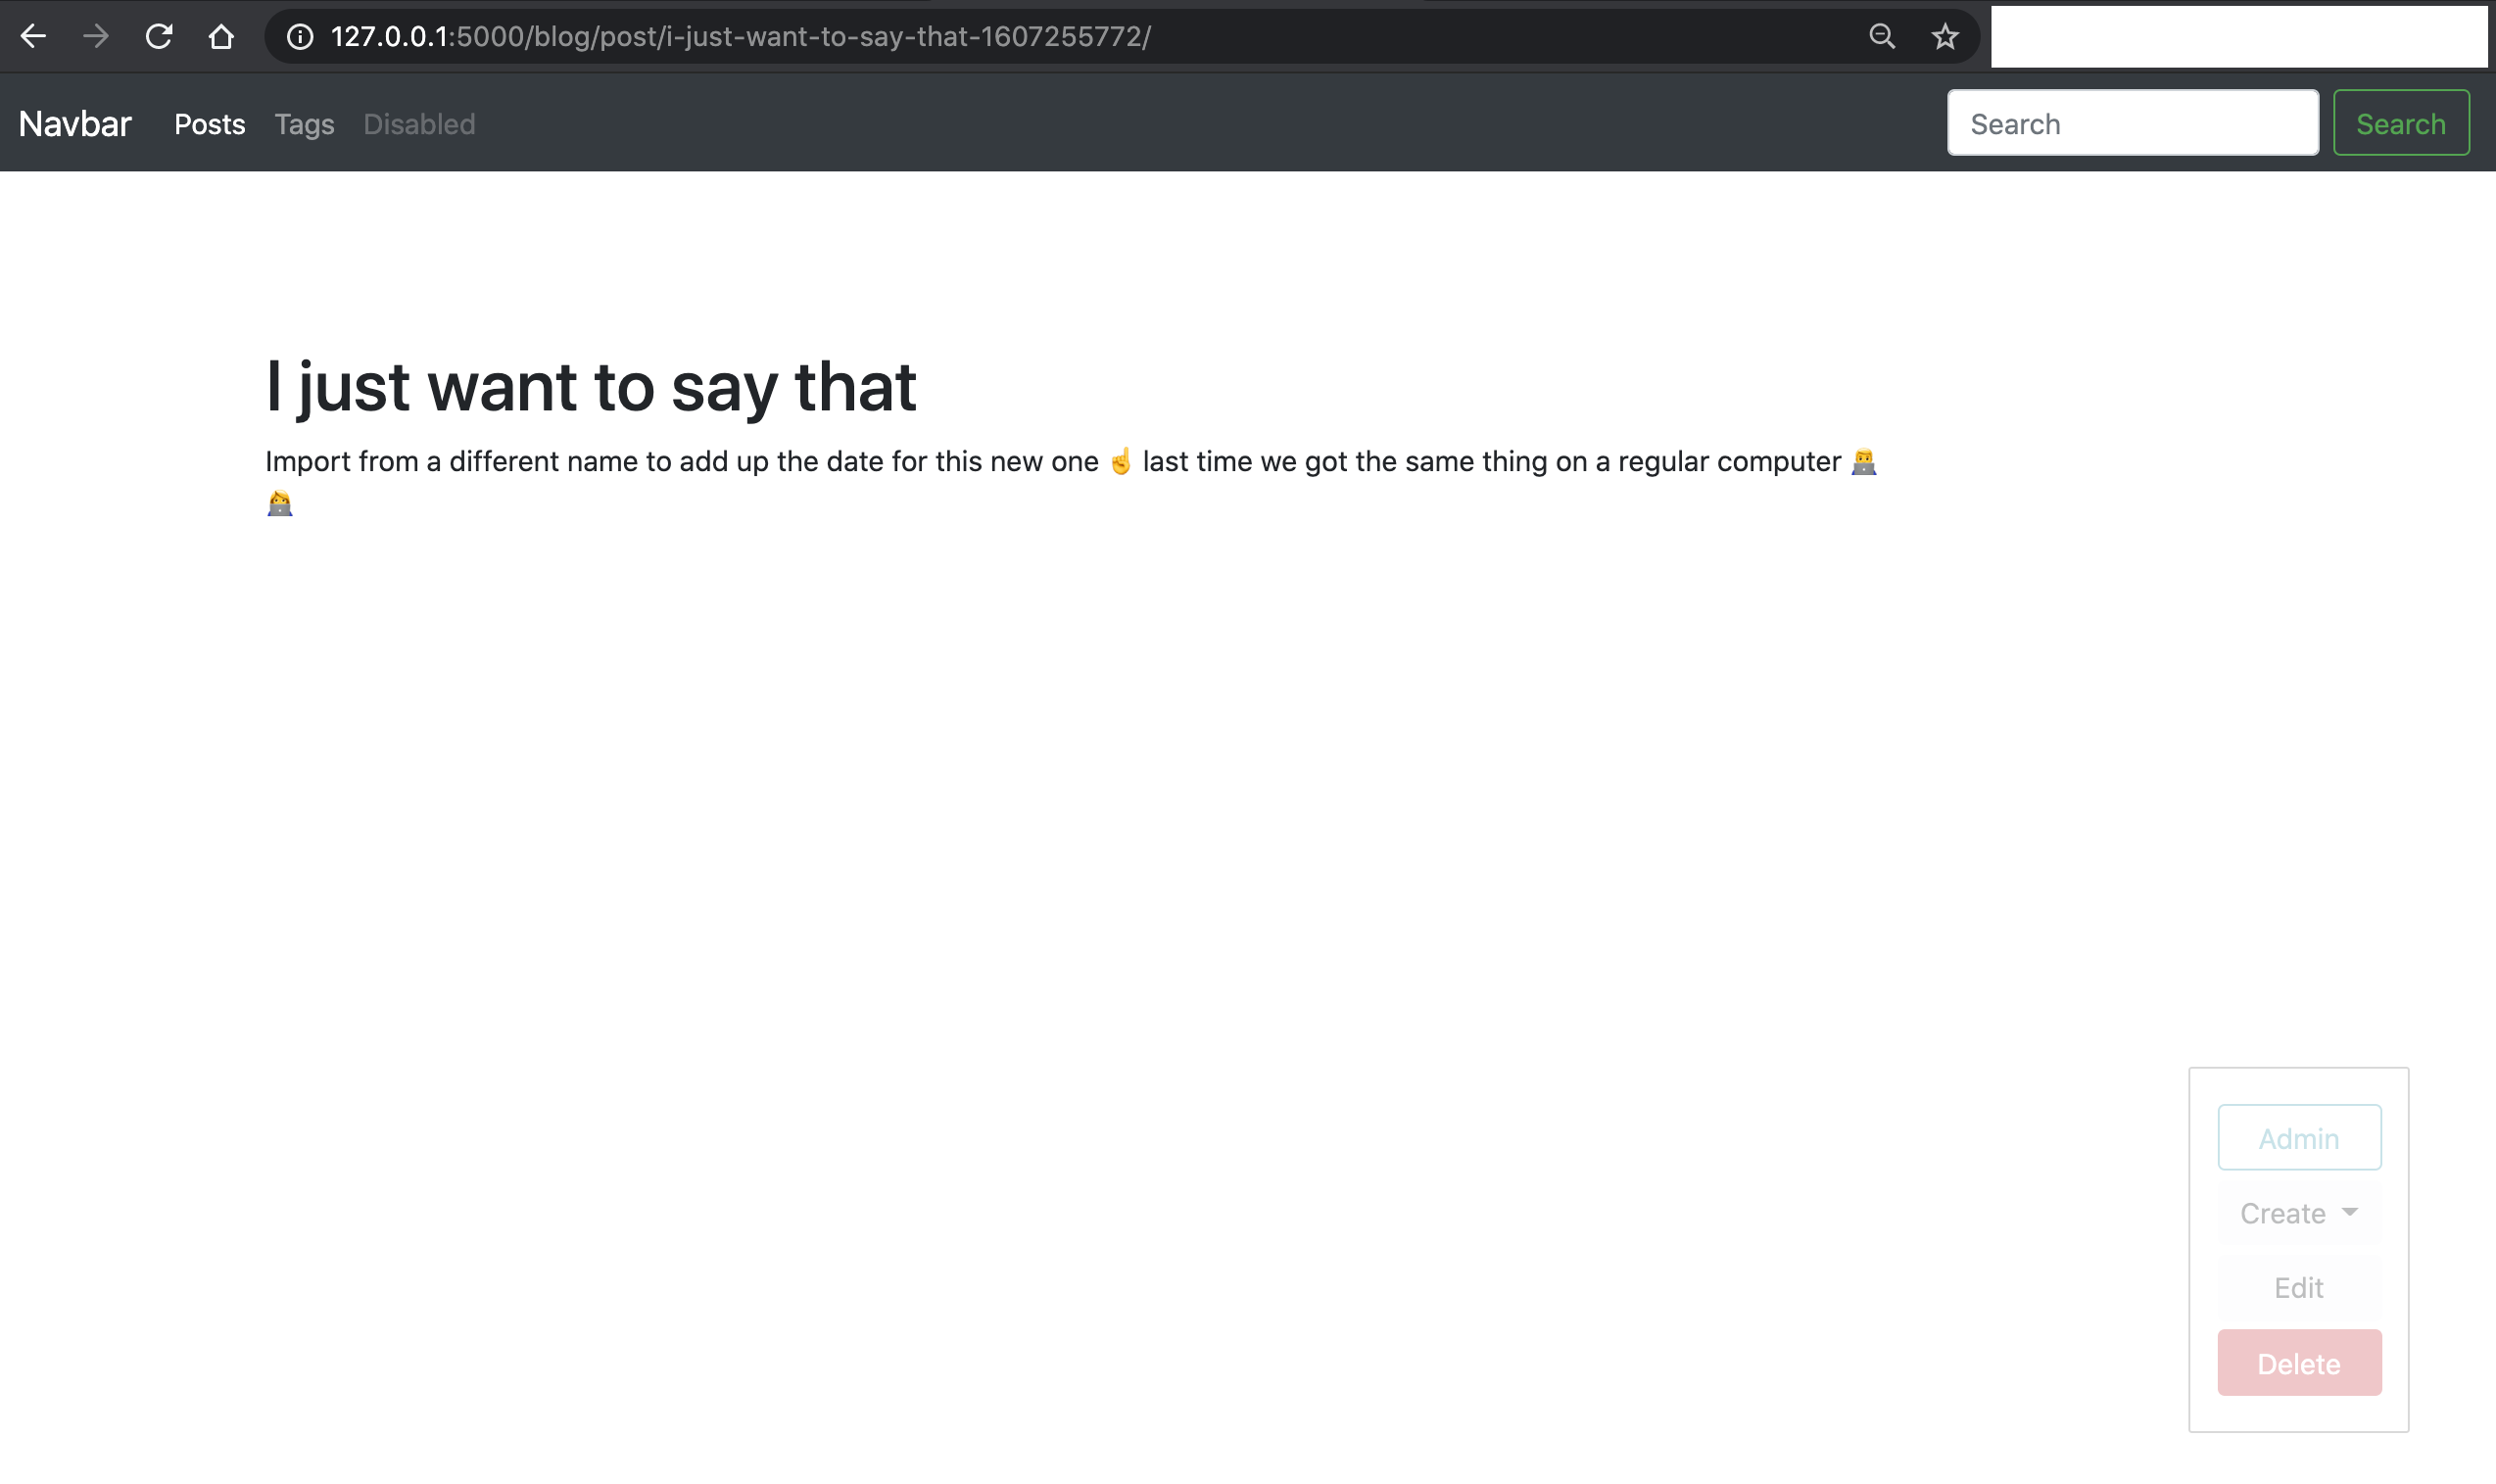 127.0.0.1:5000/blog/post/i-just-want-to-say-that-1607255772/
Navbar Posts Tags Disabled Search Search
I just want to say that
Import from a different name to add up the date for this new one ☝️ last time we got the same thing on a regular computer 👨‍💻
👩‍💻
Admin
Create
Edit
Delete